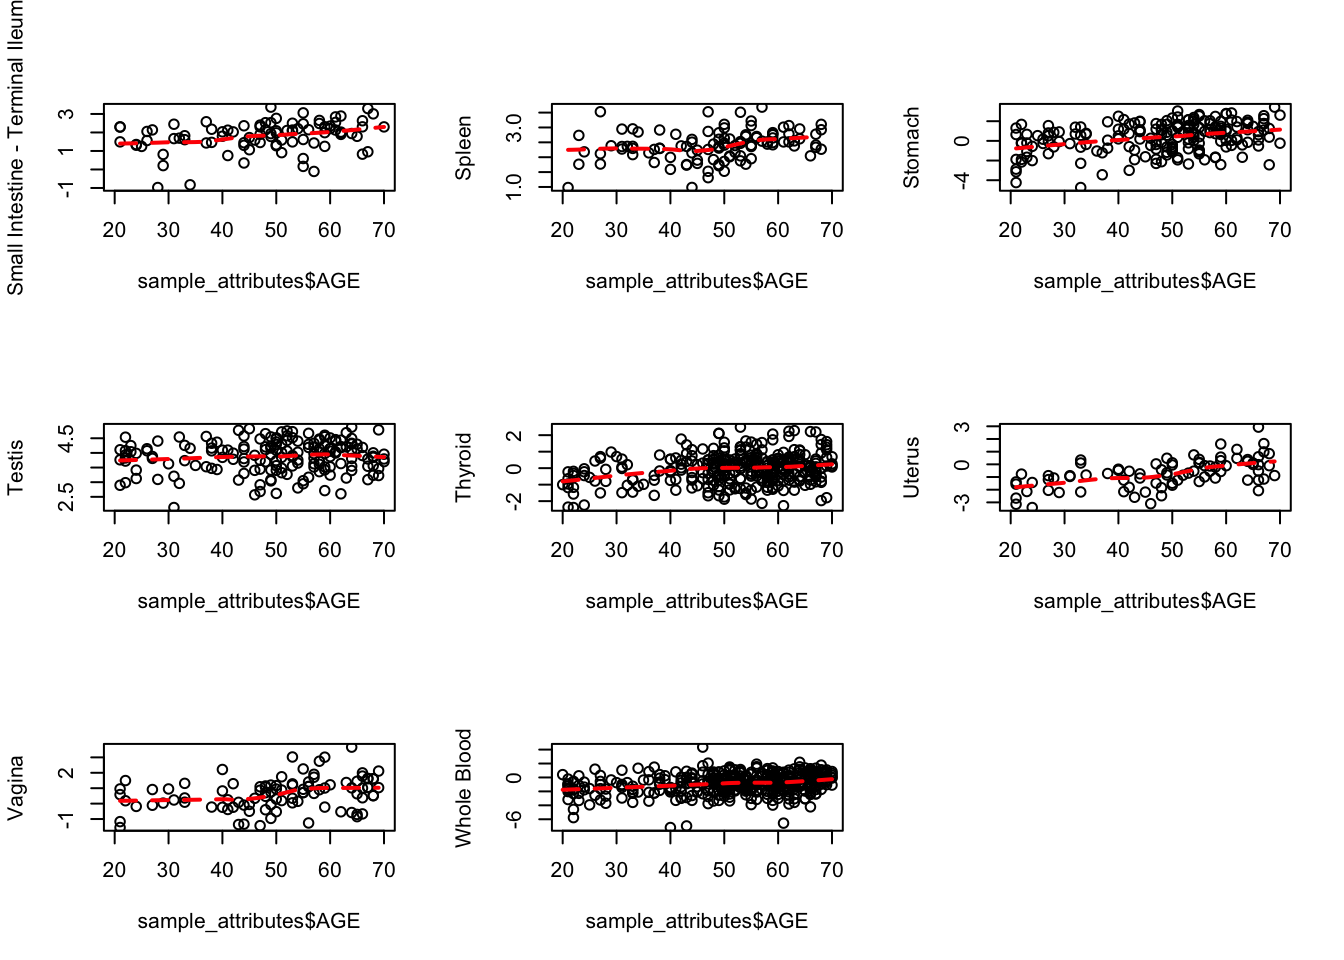 Small Intestine - Terminal Ileum
3
1
-1
20 30 40 50 60 70
sample_attributes$AGE
Spleen
3.0
1.0
20 30 40 50 60 70
sample_attributes$AGE
Stomach
0
-4
20 30 40 50 60 70
sample_attributes$AGE
Testis
4.5
2.5
20 30 40 50 60 70
sample_attributes$AGE
Thyroid
2
0
-2
20 30 40 50 60 70
sample_attributes$AGE
Uterus
3
0
-3
20 30 40 50 60 70
sample_attributes$AGE
Vagina
2
-1
20 30 40 50 60 70
sample_attributes$AGE
Whole Blood
0
-6
20 30 40 50 60 70
sample_attributes$AGE